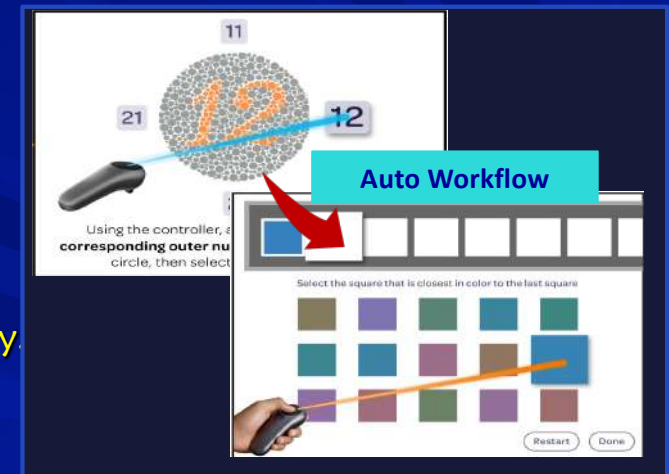 11
21
12
12
Auto Workflow
Using the controller, a
corresponding outer nu
circle, then select
Select the square that is closest in color to the last square
y.
Restart
Done